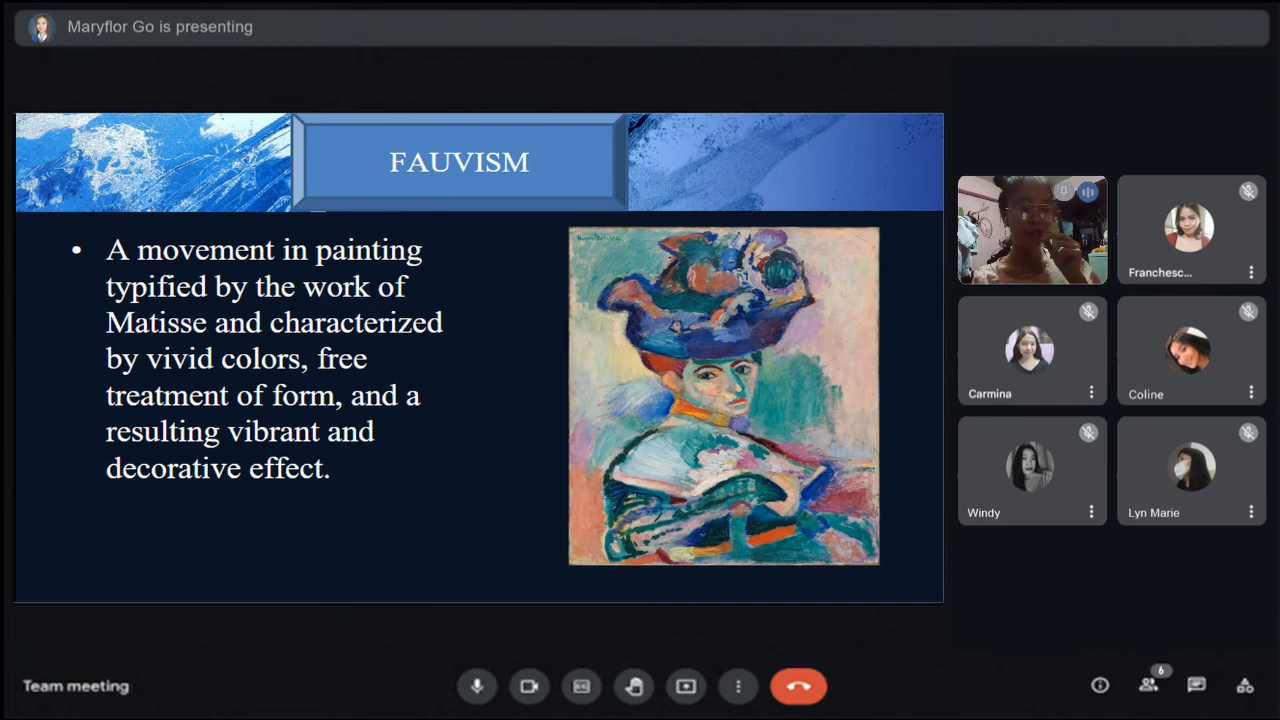 Maryflor Go is presenting
FAUVISM
• A movement in painting
typified by the work of
Matisse and characterized
by vivid colors, free
treatment of form, and a
resulting vibrant and
decorative effect.
Franchesc...
Carmina
Coline
Windy
Lyn Marie
Team meeting
6